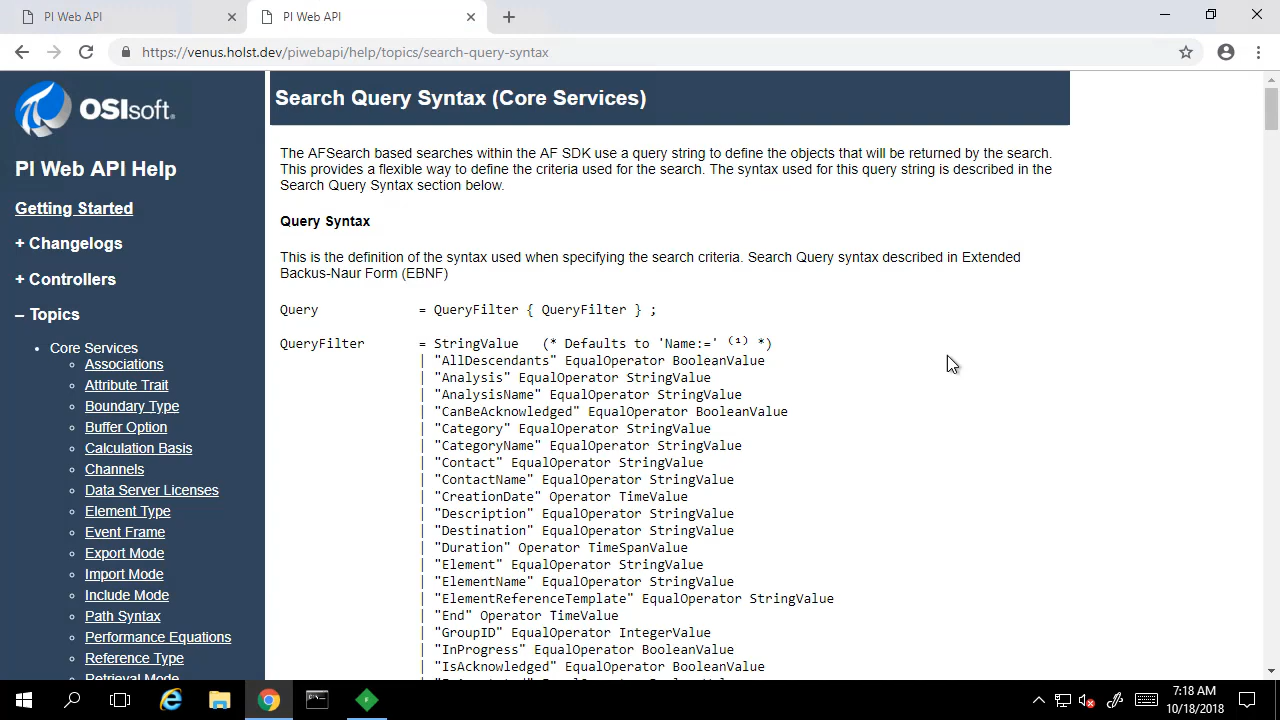 PI Web API
PI Web API
https://venus.holst.dev/piwebapi/help/topics/search-query-syntax
OSIsoft.
PI Web API Help
Getting Started
+ Changelogs
+ Controllers
– Topics
Core Services
Associations
Attribute Trait
Boundary Type
Buffer Option
Calculation Basis
Channels
Data Server Licenses
Element Type
Event Frame
Export Mode
Import Mode
Include Mode
Path Syntax
Performance Equations
Reference Type
Retrieval Mode
Search Query Syntax (Core Services)
The AFSearch based searches within the AF SDK use a query string to define the objects that will be returned by the search.
This provides a flexible way to define the criteria used for the search. The syntax used for this query string is described in the
Search Query Syntax section below.
Query Syntax
This is the definition of the syntax used when specifying the search criteria. Search Query syntax described in Extended
Backus-Naur Form (EBNF)
Query = QueryFilter { QueryFilter } ;
QueryFilter = StringValue (* Defaults to 'Name:=' ⁽¹⁾ *)
| "AllDescendants" EqualOperator BooleanValue
| "Analysis" EqualOperator StringValue
| "AnalysisName" EqualOperator StringValue
| "CanBeAcknowledged" EqualOperator BooleanValue
| "Category" EqualOperator StringValue
| "CategoryName" EqualOperator StringValue
| "Contact" EqualOperator StringValue
| "ContactName" EqualOperator StringValue
| "CreationDate" Operator TimeValue
| "Description" EqualOperator StringValue
| "Destination" EqualOperator StringValue
| "Duration" Operator TimeSpanValue
| "Element" EqualOperator StringValue
| "ElementName" EqualOperator StringValue
| "ElementReferenceTemplate" EqualOperator StringValue
| "End" Operator TimeValue
| "GroupID" EqualOperator IntegerValue
| "InProgress" EqualOperator BooleanValue
| "IsAcknowledged" EqualOperator BooleanValue
7:18 AM
10/18/2018